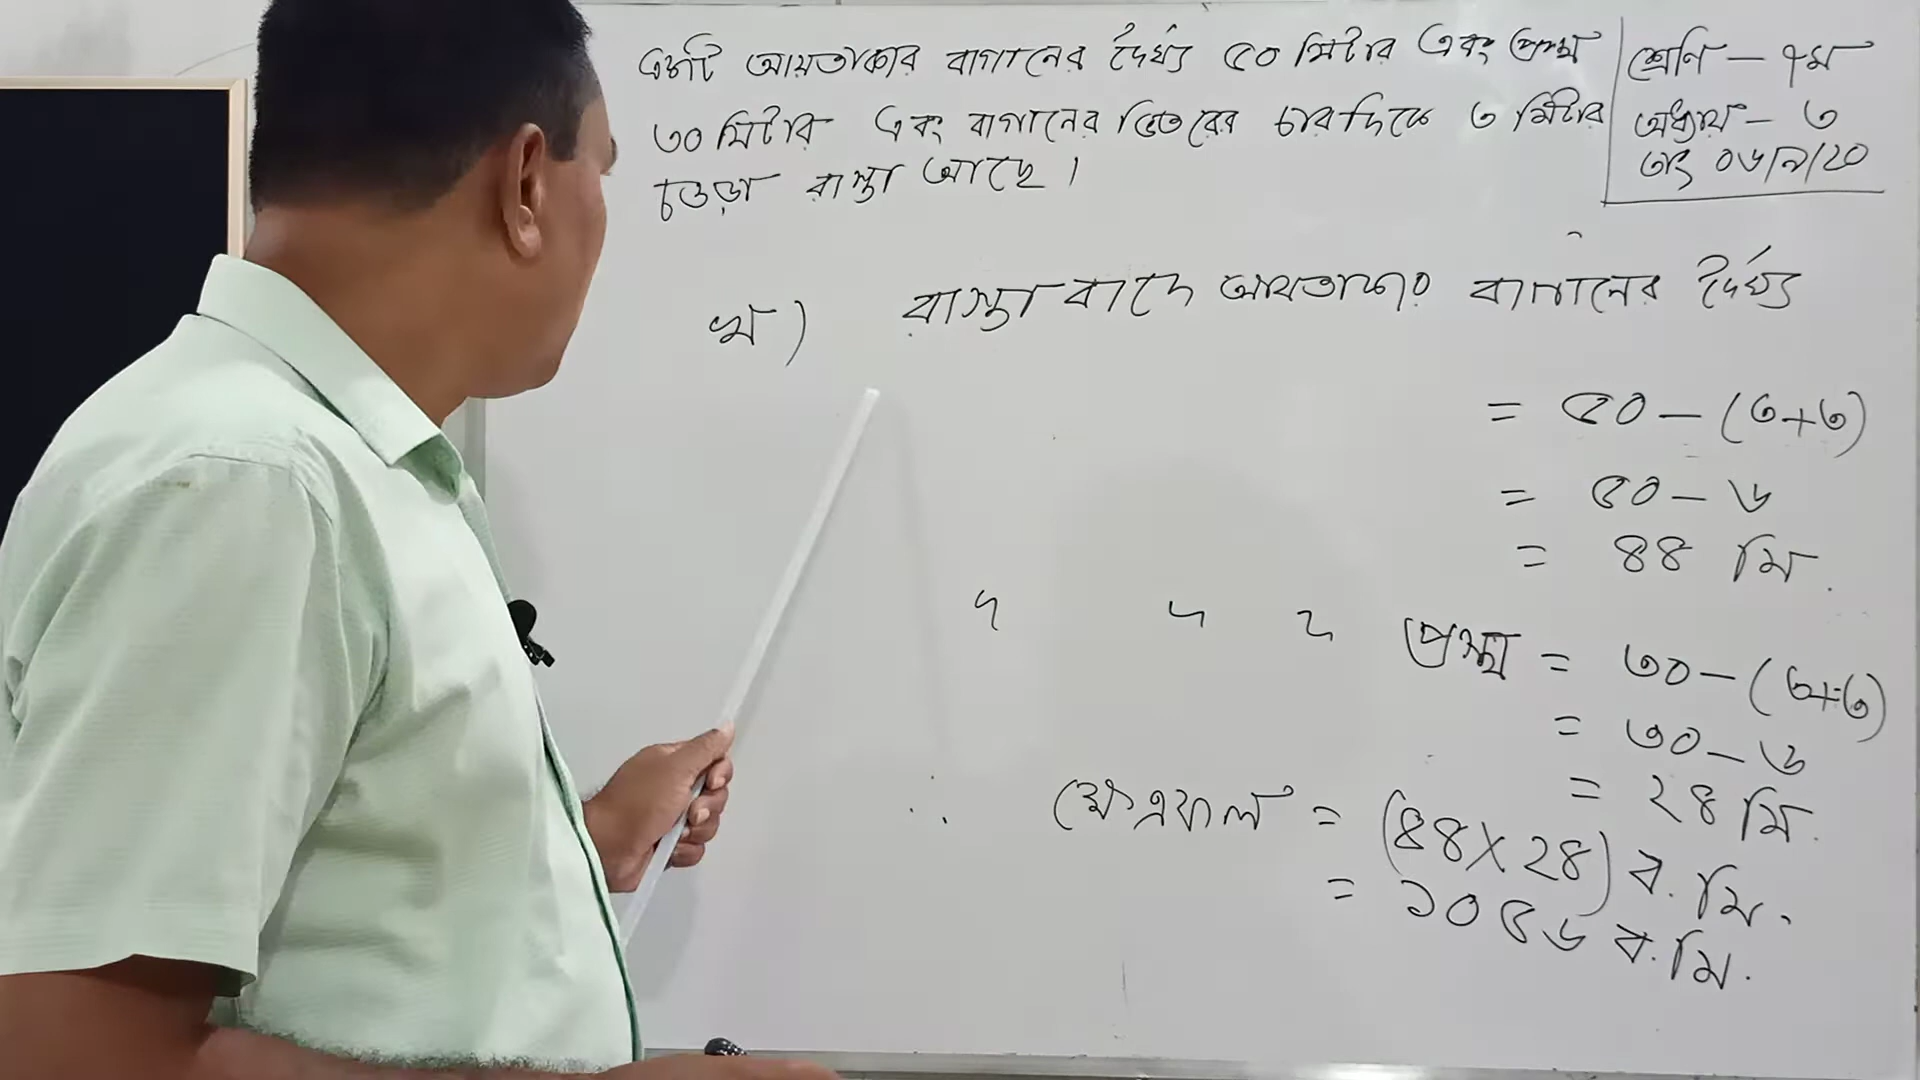 একটি আয়তাকার বাগানের দৈর্ঘ্য ৫০ মিটার এবং প্রস্থ
৩০ মিটার এবং বাগানের ভিতরের চারদিকে ৩ মিটার
চওড়া রাস্তা আছে।
শ্রেণি – ৭ম
অধ্যায় – ৩
তাং ০৬/৯/২০
খ) রাস্তা বাদে আয়তাকার বাগানের দৈর্ঘ্য
= ৫০ – (৩+৩)
= ৫০ – ৬
= ৪৪ মি.
" " " প্রস্থ = ৩০ – (৩+৩)
= ৩০ – ৬
= ২৪ মি.
∴ ক্ষেত্রফল = (৪৪×২৪) ব. মি.
= ১০৫৬ ব. মি.